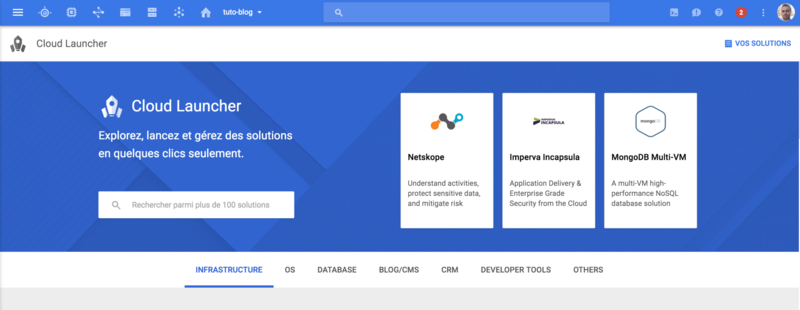 tuto-blog
2
Cloud Launcher
VOS SOLUTIONS
Cloud Launcher
Explorez, lancez et gérez des solutions
en quelques clics seulement.
Rechercher parmi plus de 100 solutions
Netskope
Understand activities,
protect sensitive data,
and mitigate risk
IMPERVA
INCAPSULA
Imperva Incapsula
Application Delivery &
Enterprise Grade
Security from the Cloud
mongoDB
MongoDB Multi-VM
A multi-VM high-
performance NoSQL
database solution
INFRASTRUCTURE
OS
DATABASE
BLOG/CMS
CRM
DEVELOPER TOOLS
OTHERS